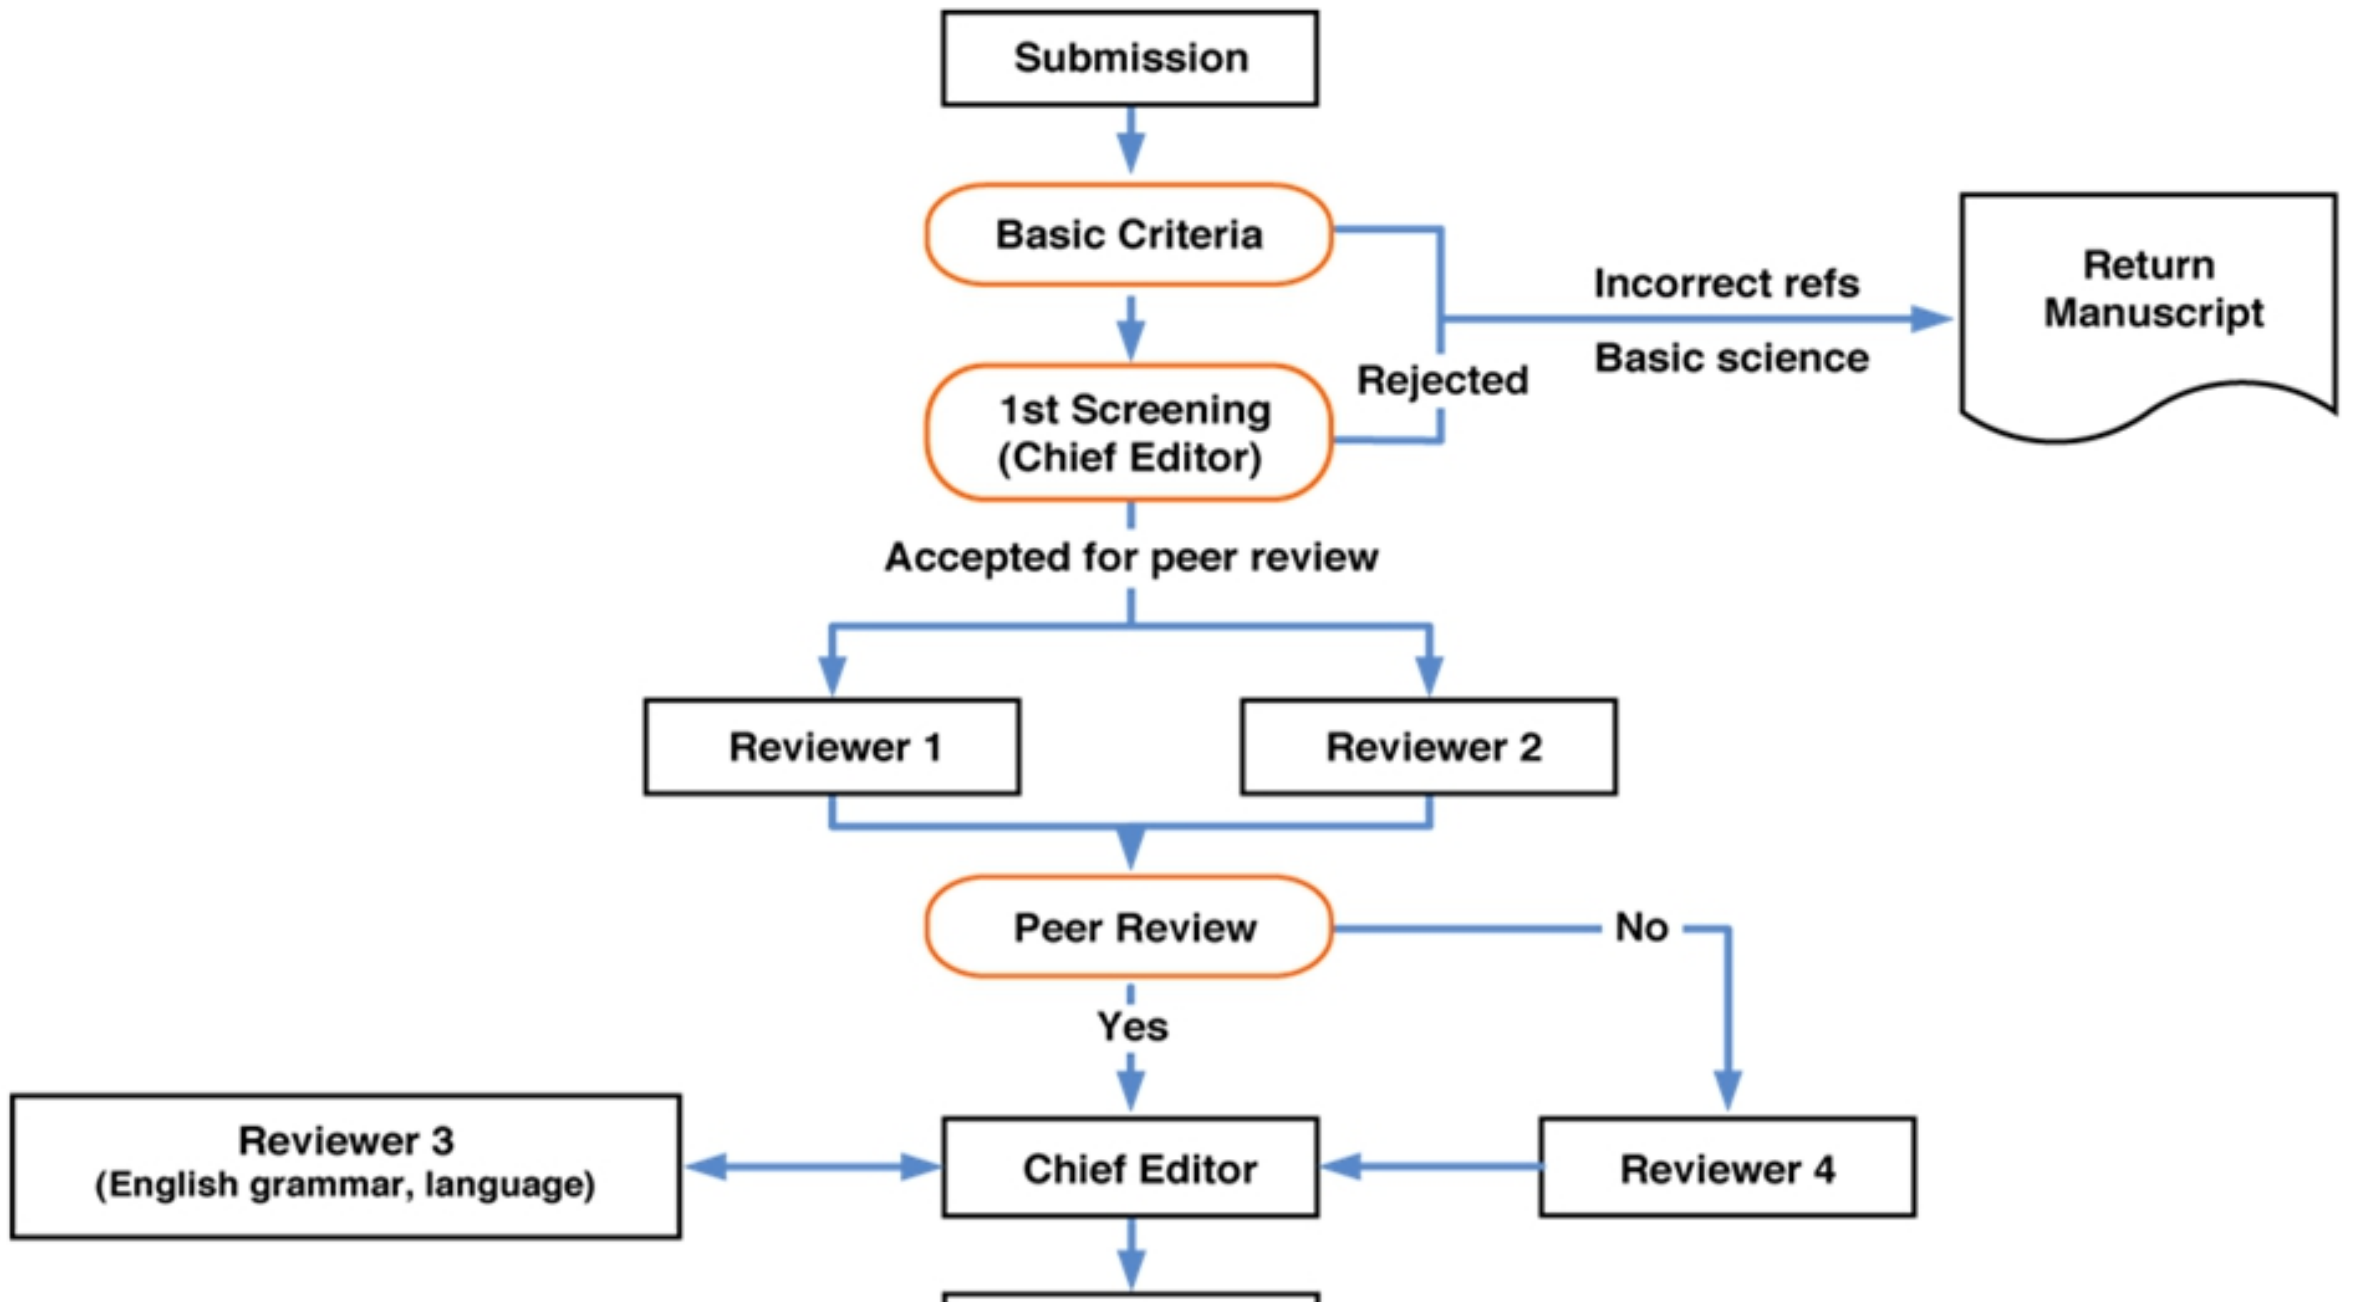 Submission
Basic Criteria
Incorrect refs
Basic science
Return
Manuscript
Rejected
1st Screening
(Chief Editor)
Accepted for peer review
Reviewer 1
Reviewer 2
Peer Review
No
Yes
Reviewer 3
(English grammar, language)
Chief Editor
Reviewer 4